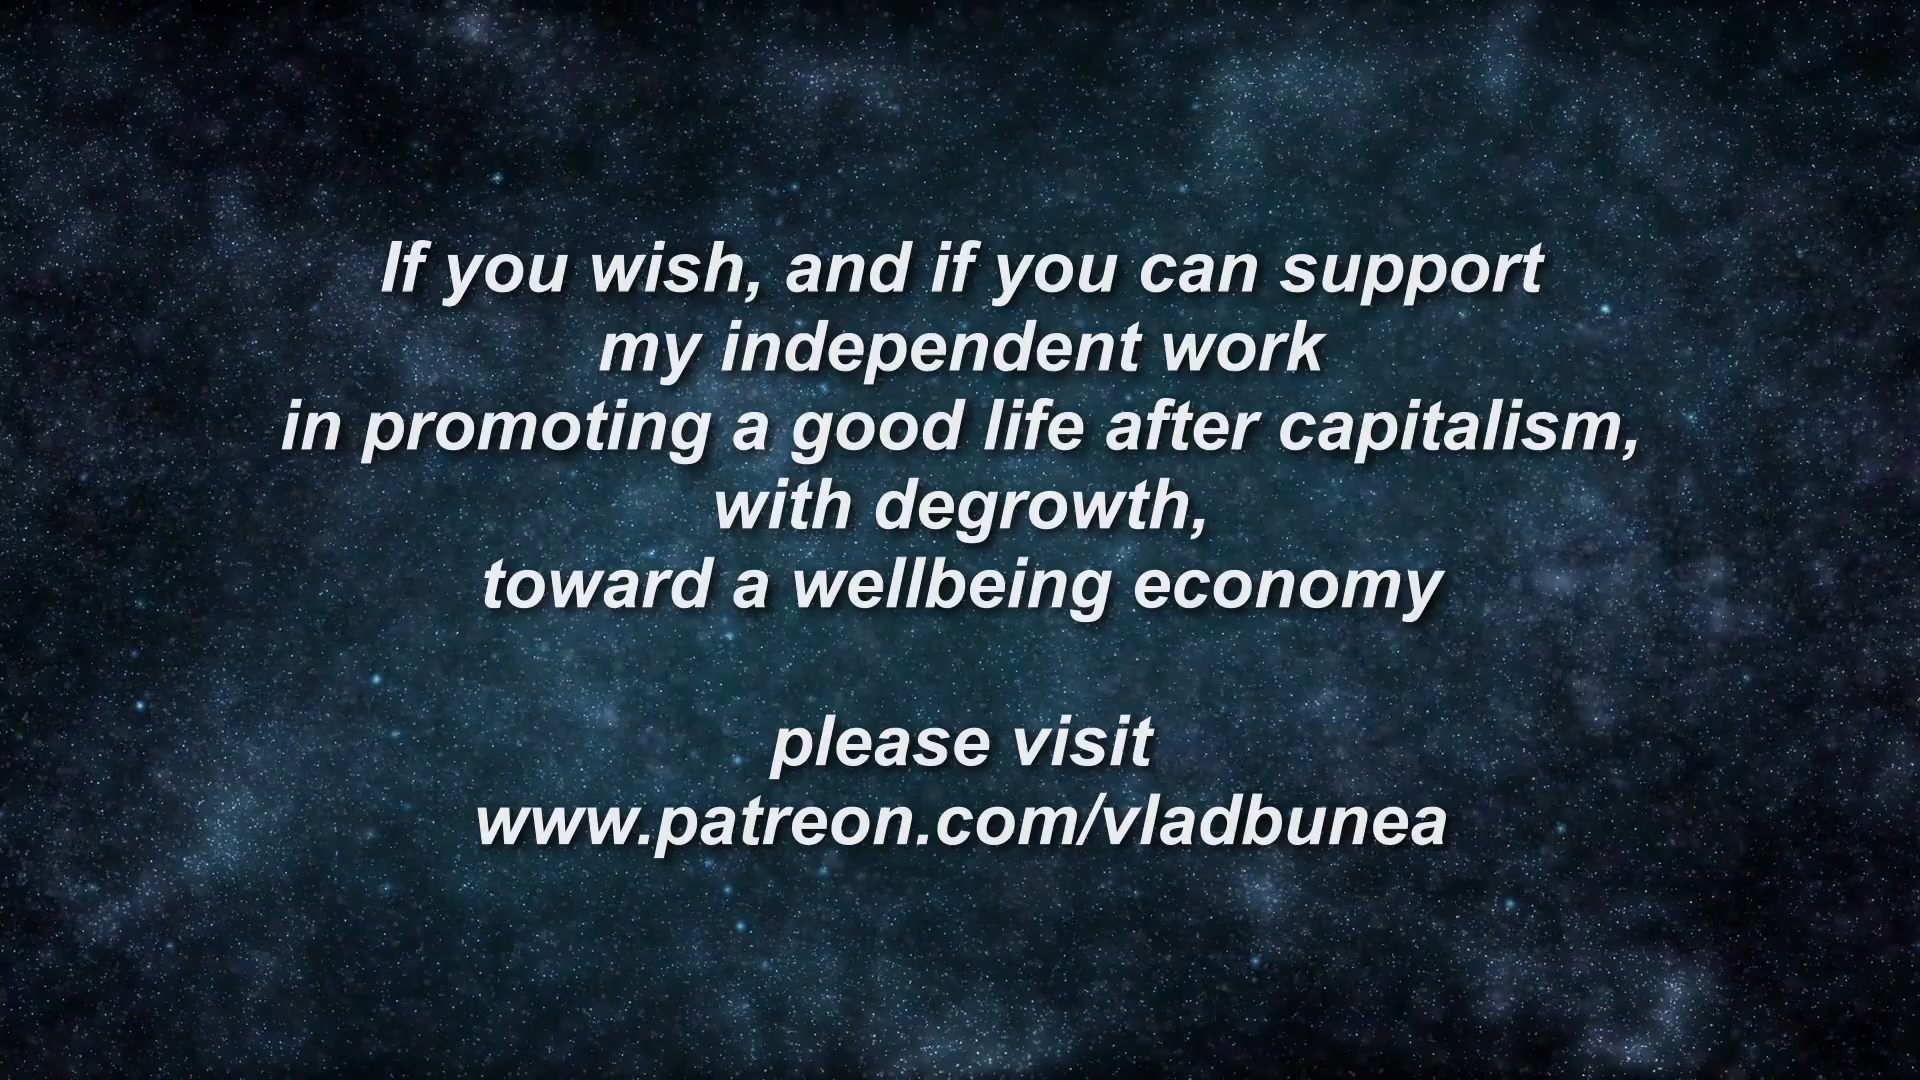 If you wish, and if you can support
my independent work
in promoting a good life after capitalism,
with degrowth,
toward a wellbeing economy
please visit
www.patreon.com/vladbunea